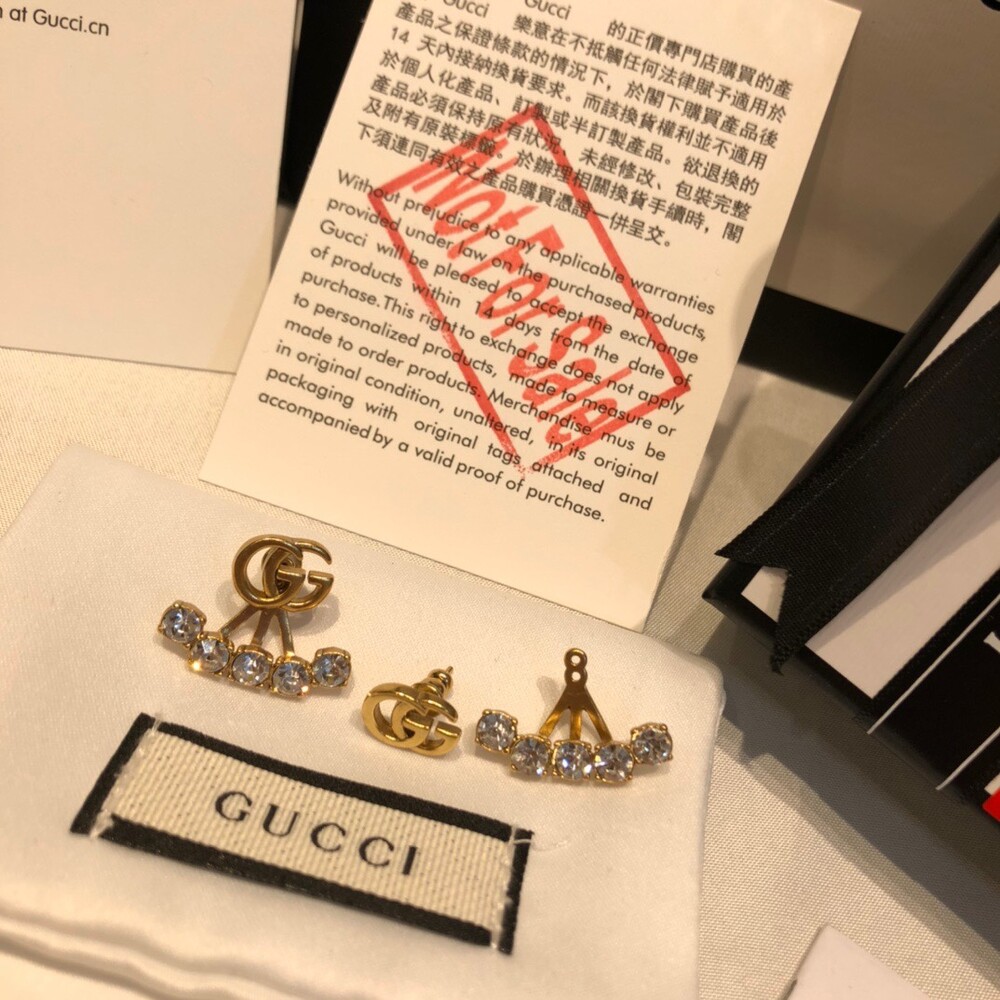 at Gucci.cn
Gucci Gucci 的正價專門店購買的產
產品之保證條款的情況下，於閣下購買產品後
14 天內接納換貨要求。而該換貨權利並不適用
於個人化產品、訂製或半訂製產品。欲退換的
產品必須保持原有狀況、未經修改、包裝完整
及附有原裝標籤。於辦理相關換貨手續時，閣
下須連同有效之產品購買憑證一併呈交。
Without prejudice to any applicable warranties
provided under law on the purchasedproducts,
Gucci will be pleased to accept the exchange
of products within 14 days from the date of
purchase. This right to exchange does not apply
to personalized products, made to measure or
made to order products. Merchandise mus be
in original condition, unaltered, in its original
packaging with original tags attached and
accompanied by a valid proof of purchase.
Not For Sale!
GG
GG
GUCCI